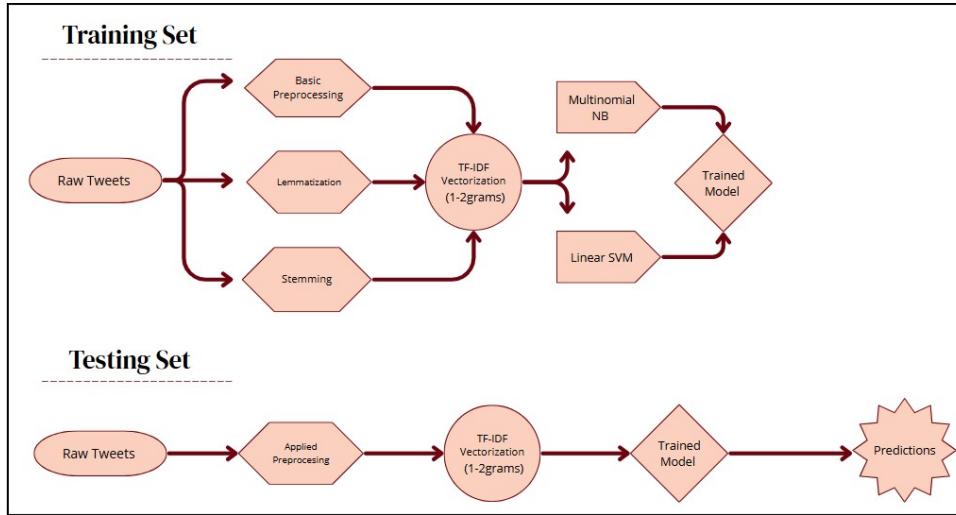 Training Set
Basic
Preprocessing
Multinomial
NB
Raw Tweets
Lemmatization
TF-IDF
Vectorization
(1-2grams)
Trained
Model
Linear SVM
Stemming
Testing Set
Raw Tweets
Applied
Preprocesing
TF-IDF
Vectorization
(1-2grams)
Trained
Model
Predictions